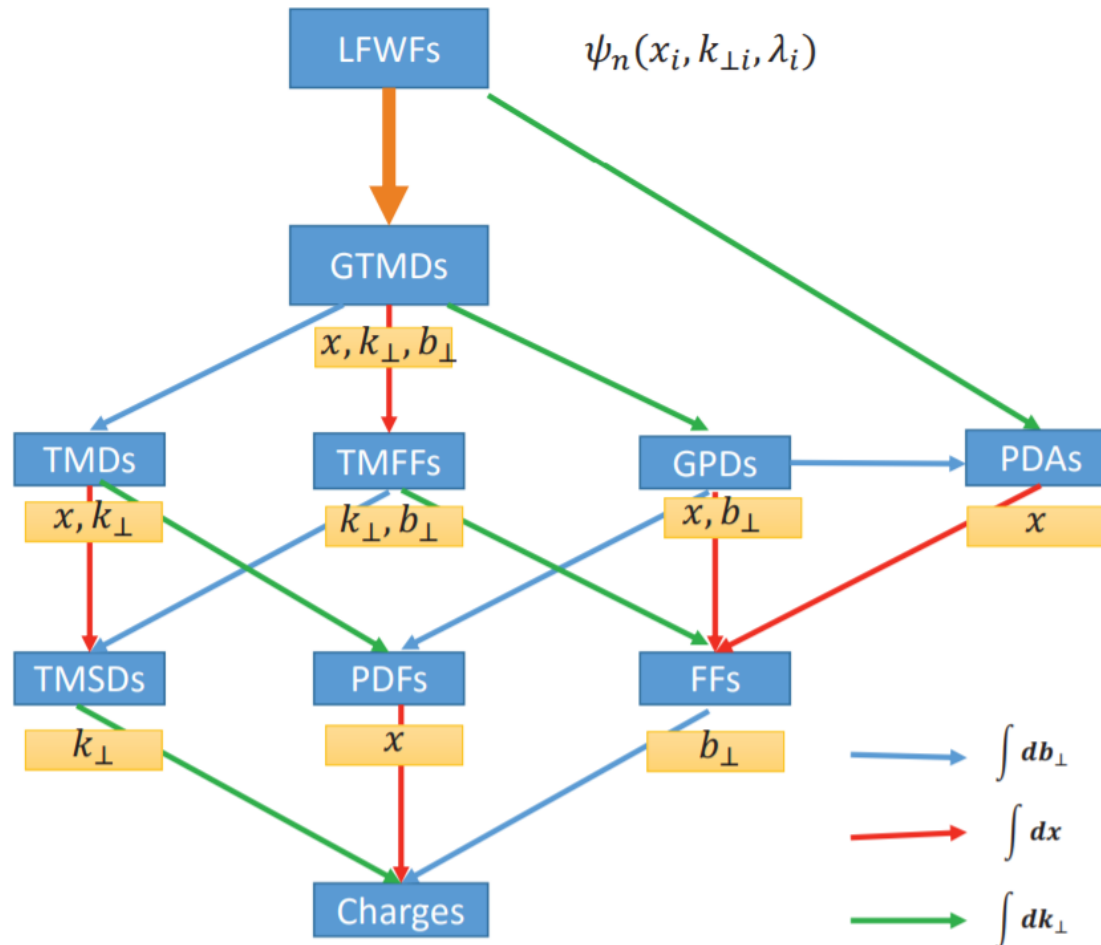 LFWFs
ψₙ(xᵢ, k⊥ᵢ, λᵢ)
GTMDs
x, k⊥, b⊥
TMDs
TMFFs
GPDs
PDAs
x, k⊥
k⊥, b⊥
x, b⊥
x
TMSDs
PDFs
FFs
k⊥
x
b⊥
∫ db⊥
∫ dx
Charges
∫ dk⊥